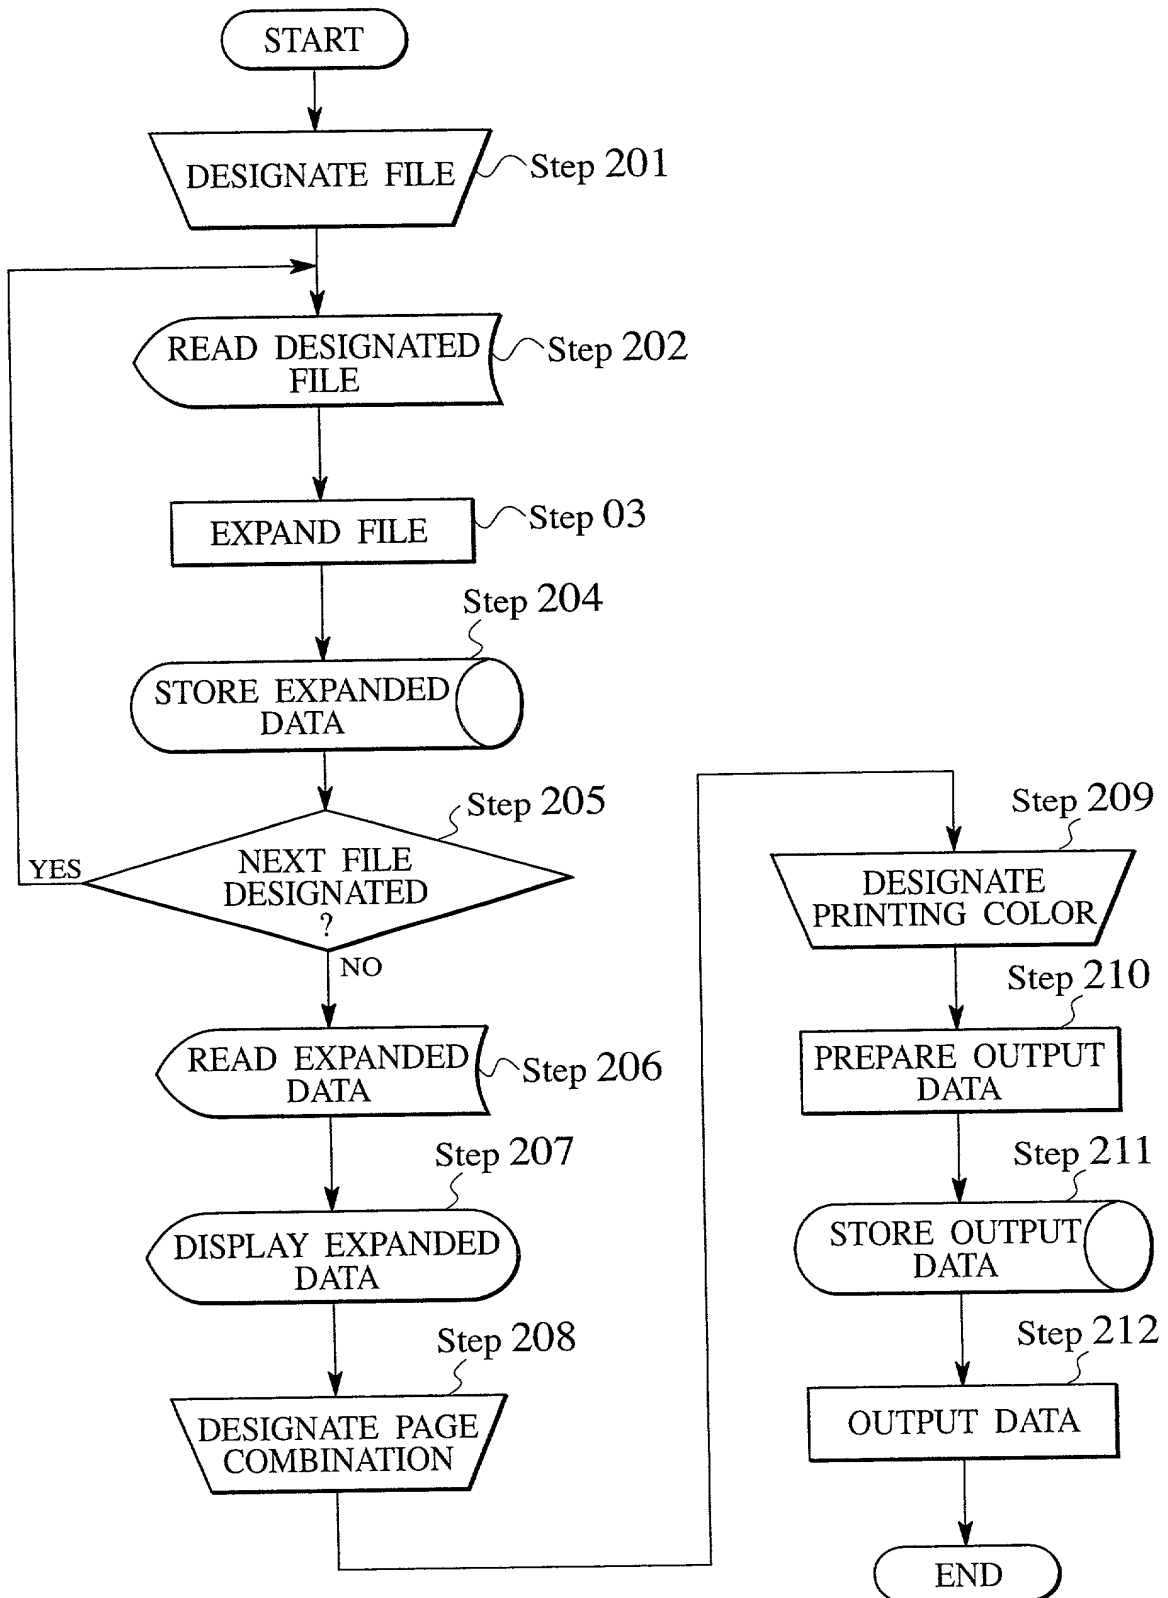 START
DESIGNATE FILE
Step 201
READ DESIGNATED
FILE
Step 202
EXPAND FILE
Step 03
Step 204
STORE EXPANDED
DATA
Step 205
NEXT FILE
DESIGNATED
?
YES
NO
READ EXPANDED
DATA
Step 206
Step 207
DISPLAY EXPANDED
DATA
Step 208
DESIGNATE PAGE
COMBINATION
Step 209
DESIGNATE
PRINTING COLOR
Step 210
PREPARE OUTPUT
DATA
Step 211
STORE OUTPUT
DATA
Step 212
OUTPUT DATA
END